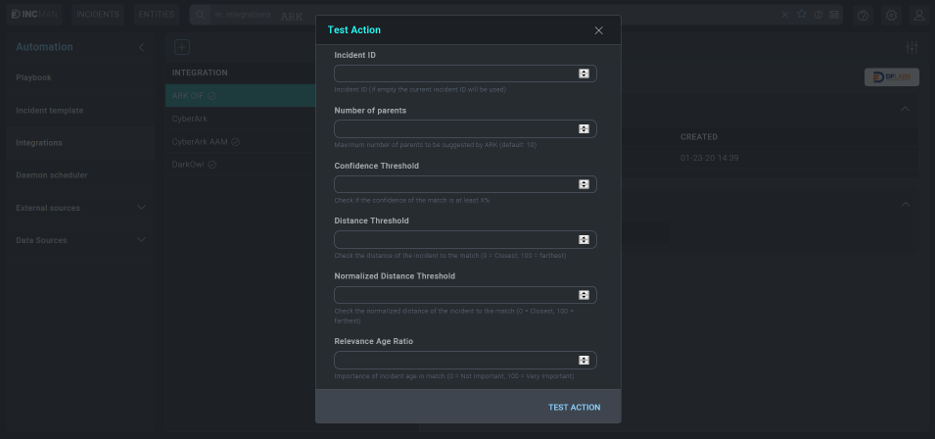 INCMAN
INCIDENTS
ENTITIES
in:integrations ARK
Automation
Playbook
Incident template
Integrations
Daemon scheduler
External sources
Data Sources
INTEGRATION
ARK OIF
CyberArk
CyberArk AAM
DarkOwl
Test Action
Incident ID
Incident ID (if empty the current incident ID will be used)
Number of parents
Maximum number of parents to be suggested by ARK (default: 10)
Confidence Threshold
Check if the confidence of the match is at least X%
Distance Threshold
Check the distance of the incident to the match (0 = Closest, 100 = farthest)
Normalized Distance Threshold
Check the normalized distance of the incident to the match (0 = Closest, 100 =
farthest)
Relevance Age Ratio
Importance of incident age in match (0 = Not Important, 100 = Very Important)
TEST ACTION
DFLABS
CREATED
01-23-20 14:39